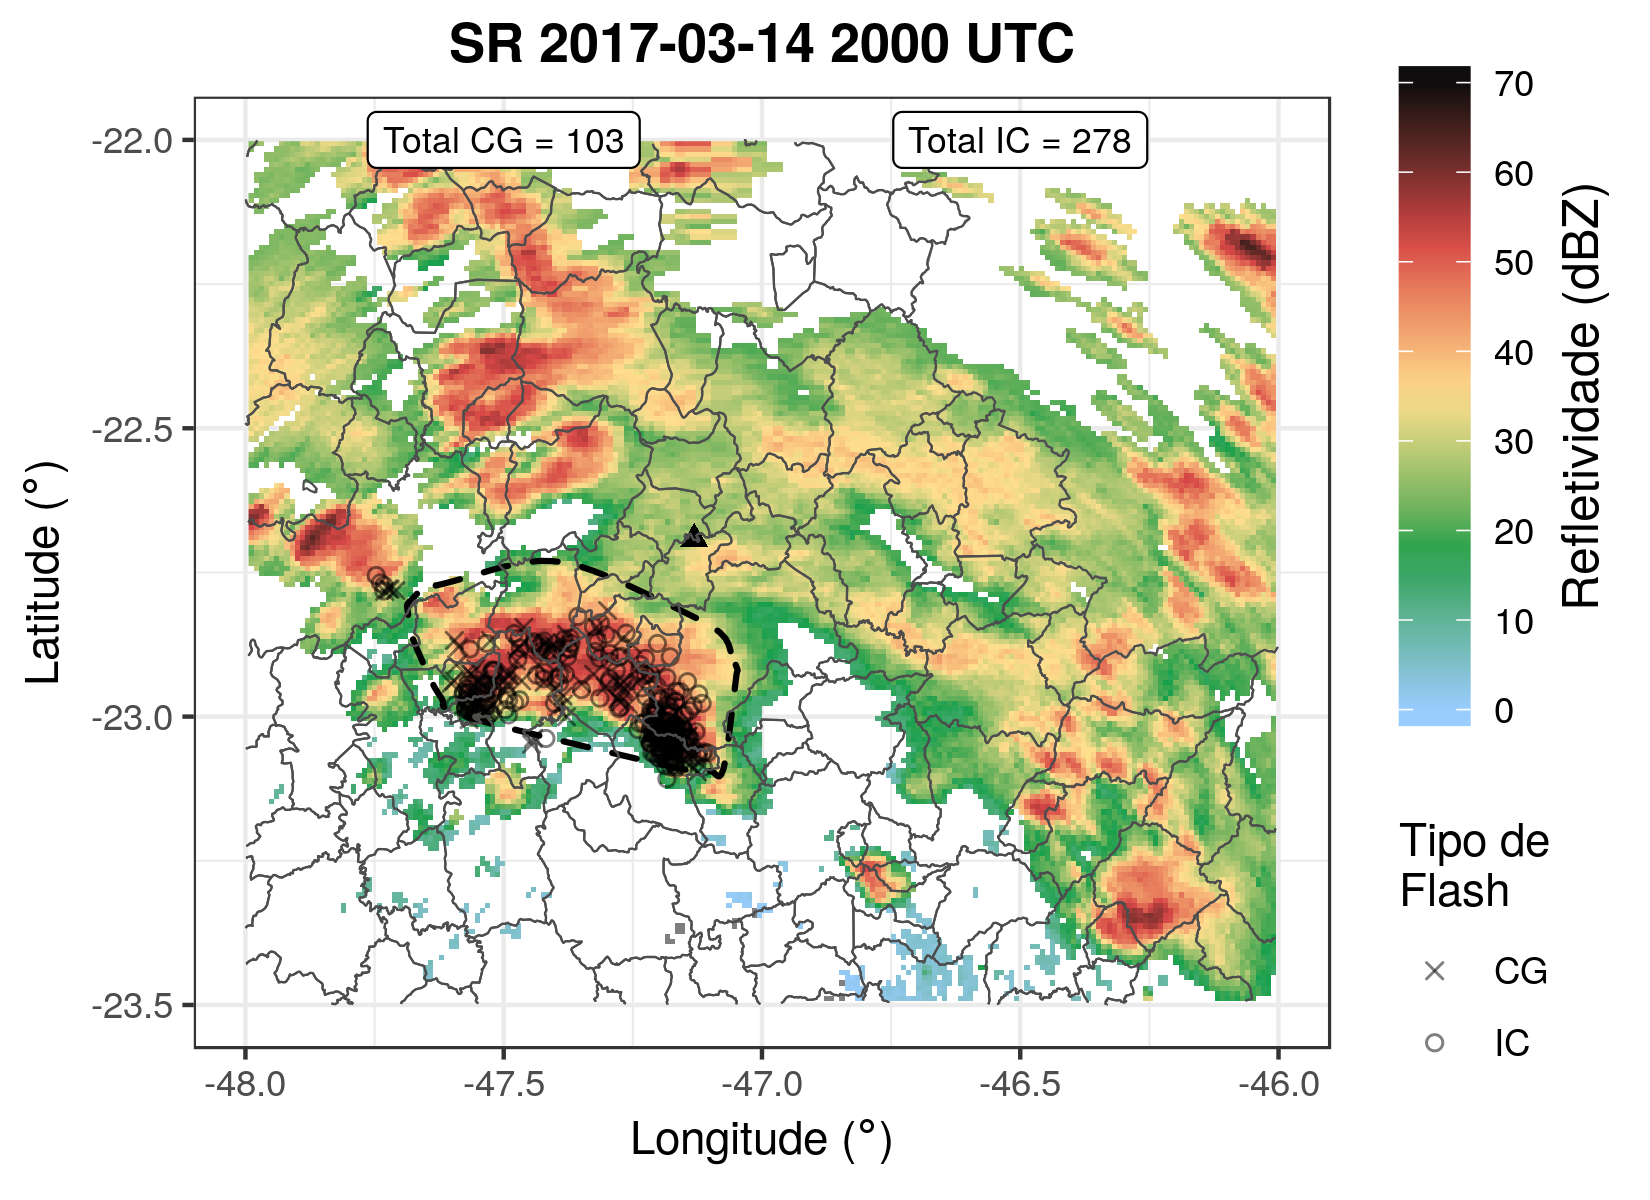 SR 2017-03-14 2000 UTC
Total CG = 103
Total IC = 278
-22.0
-22.5
-23.0
-23.5
Latitude (°)
-48.0
-47.5
-47.0
-46.5
-46.0
Longitude (°)
70
60
50
40
30
20
10
0
Refletividade (dBZ)
Tipo de
Flash
CG
IC